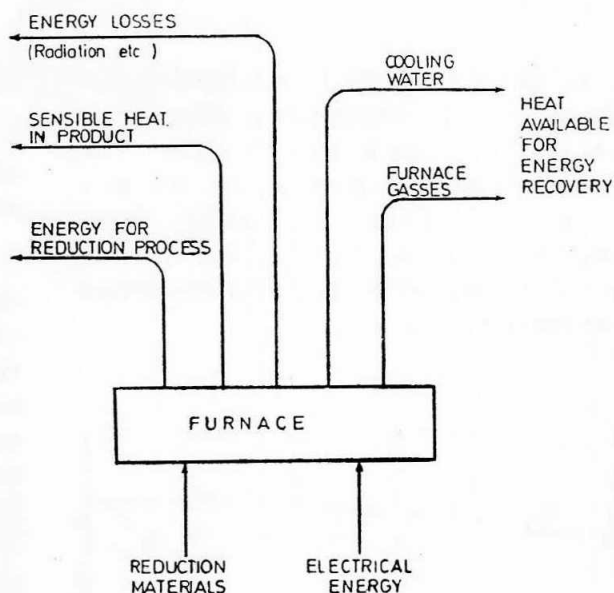 ENERGY LOSSES
(Radiation etc )
SENSIBLE HEAT
IN PRODUCT
ENERGY FOR
REDUCTION PROCESS
COOLING
WATER
FURNACE
GASSES
HEAT
AVAILABLE
FOR
ENERGY
RECOVERY
FURNACE
REDUCTION
MATERIALS
ELECTRICAL
ENERGY